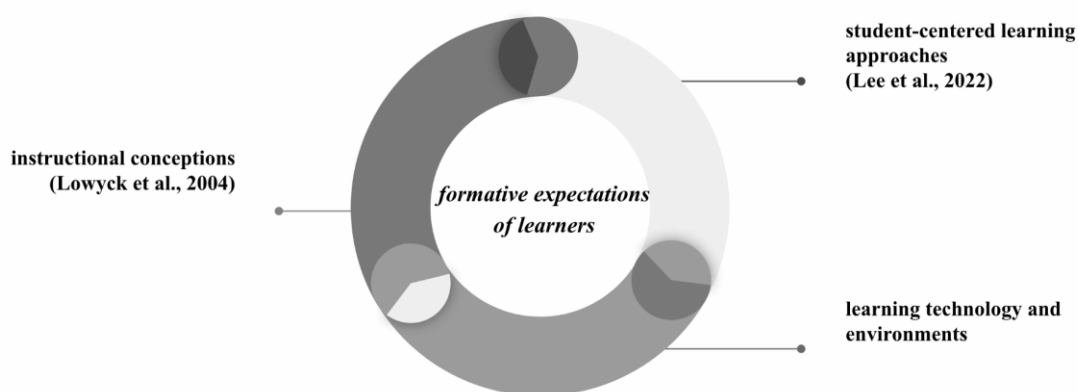 student-centered learning
approaches
(Lee et al., 2022)
instructional conceptions
(Lowyck et al., 2004)
formative expectations
of learners
learning technology and
environments